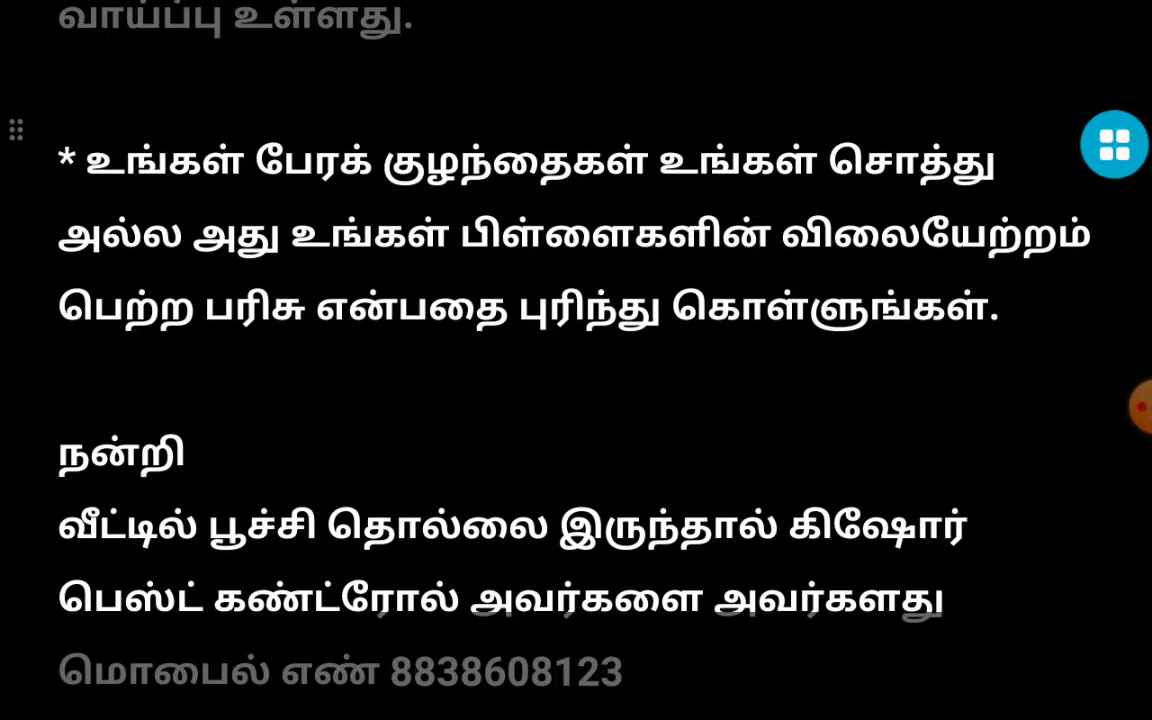 வாய்ப்பு உள்ளது.
* உங்கள் பேரக் குழந்தைகள் உங்கள் சொத்து
அல்ல அது உங்கள் பிள்ளைகளின் விலையேற்றம்
பெற்ற பரிசு என்பதை புரிந்து கொள்ளுங்கள்.
நன்றி
வீட்டில் பூச்சி தொல்லை இருந்தால் கிஷோர்
பெஸ்ட் கண்ட்ரோல் அவர்களை அவர்களது
மொபைல் எண் 8838608123